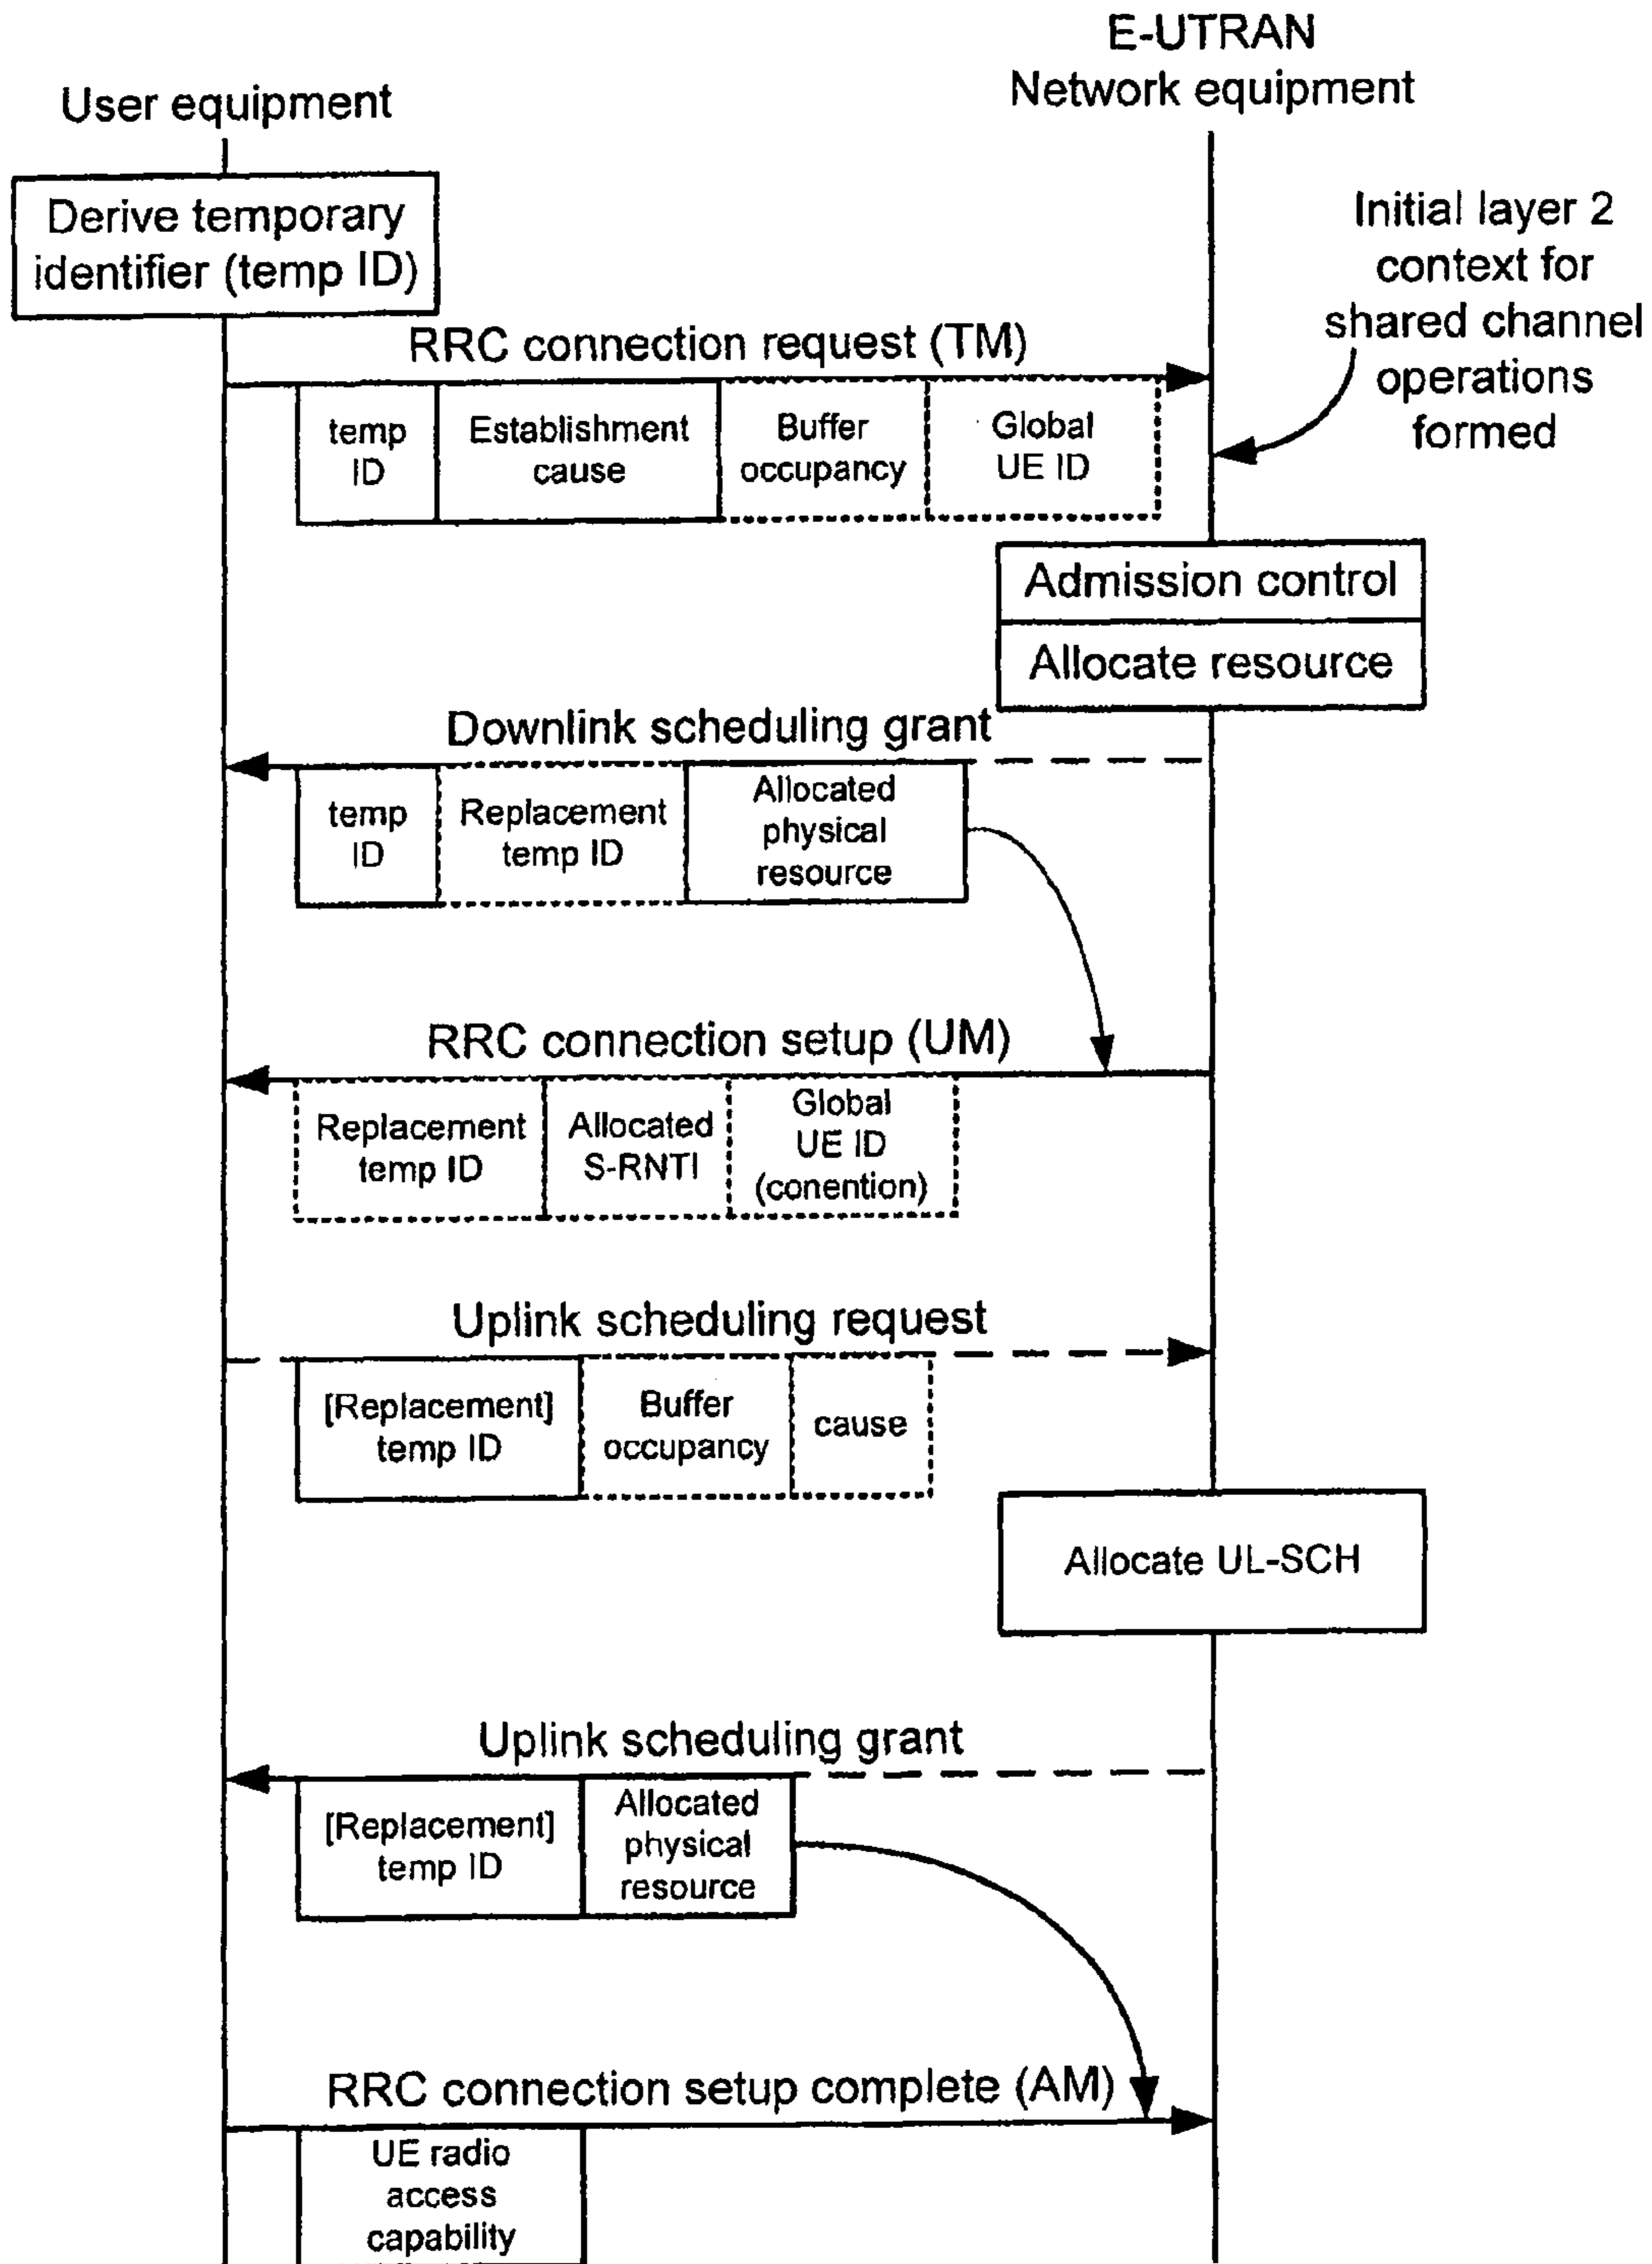 E-UTRAN
Network equipment
User equipment
Derive temporary
identifier (temp ID)
Initial layer 2
context for
shared channel
operations
formed
RRC connection request (TM)
temp
ID
Establishment
cause
Buffer
occupancy
Global
UE ID
Admission control
Allocate resource
Downlink scheduling grant
temp
ID
Replacement
temp ID
Allocated
physical
resource
RRC connection setup (UM)
Replacement
temp ID
Allocated
S-RNTI
Global
UE ID
(conention)
Uplink scheduling request
[Replacement]
temp ID
Buffer
occupancy
cause
Allocate UL-SCH
Uplink scheduling grant
[Replacement]
temp ID
Allocated
physical
resource
RRC connection setup complete (AM)
UE radio
access
capability